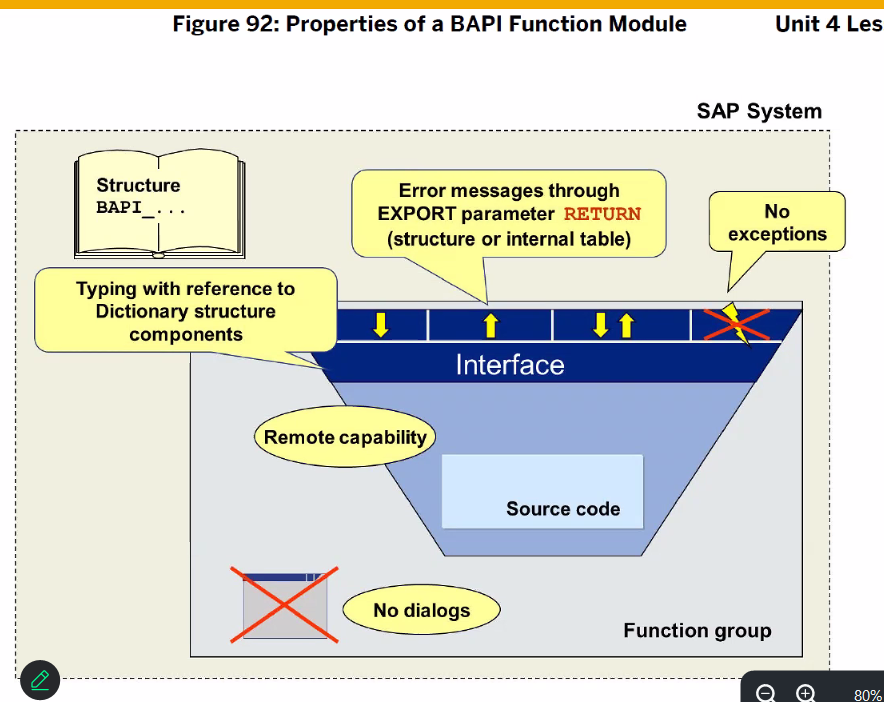 Figure 92: Properties of a BAPI Function Module
Unit 4 Les
SAP System
Structure
BAPI_...
Error messages through
EXPORT parameter RETURN
(structure or internal table)
No
exceptions
Typing with reference to
Dictionary structure
components
Interface
Remote capability
Source code
No dialogs
Function group
80%